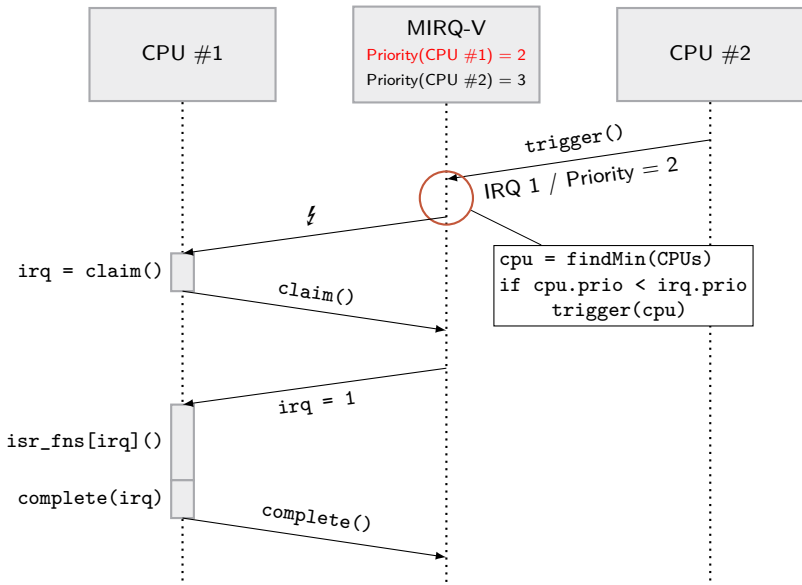 CPU #1
MIRQ-V
Priority(CPU #1) = 2
Priority(CPU #2) = 3
CPU #2
trigger()
IRQ 1 / Priority = 2
cpu = findMin(CPUs)
if cpu.prio < irq.prio
trigger(cpu)
irq = claim()
claim()
irq = 1
isr_fns[irq]()
complete(irq)
complete()